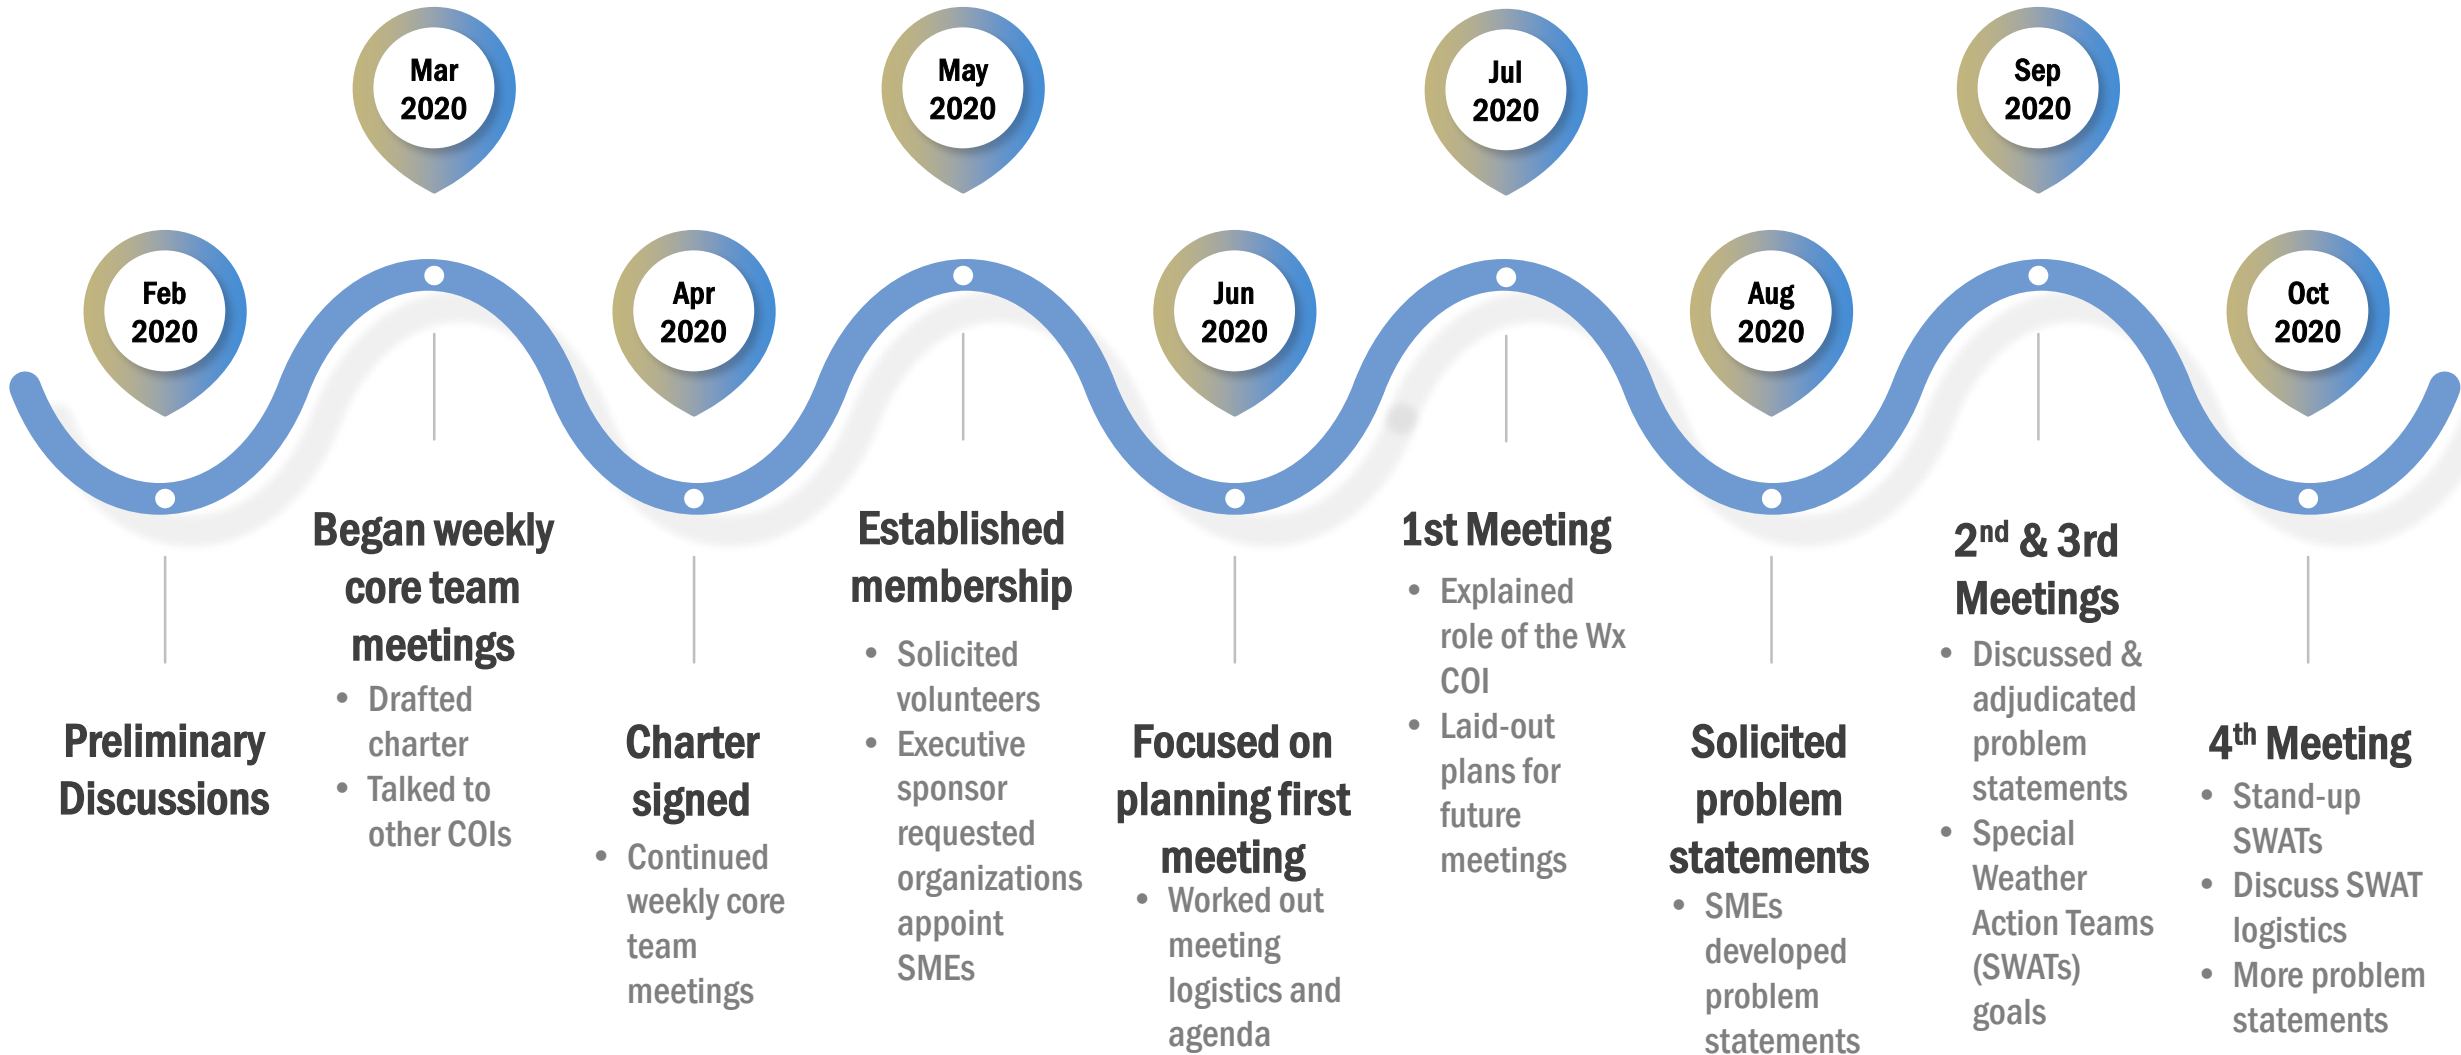 Feb
2020
Preliminary
Discussions
Mar
2020
Began weekly
core team
meetings
• Drafted
charter
• Talked to
other COIs
Apr
2020
Charter
signed
• Continued
weekly core
team
meetings
May
2020
Established
membership
• Solicited
volunteers
• Executive
sponsor
requested
organizations
appoint
SMEs
Jun
2020
Focused on
planning first
meeting
• Worked out
meeting
logistics and
agenda
Jul
2020
1st Meeting
• Explained
role of the Wx
COI
• Laid-out
plans for
future
meetings
Aug
2020
Solicited
problem
statements
• SMEs
developed
problem
statements
Sep
2020
2nd & 3rd
Meetings
• Discussed &
adjudicated
problem
statements
• Special
Weather
Action Teams
(SWATs)
goals
Oct
2020
4th Meeting
• Stand-up
SWATs
• Discuss SWAT
logistics
• More problem
statements